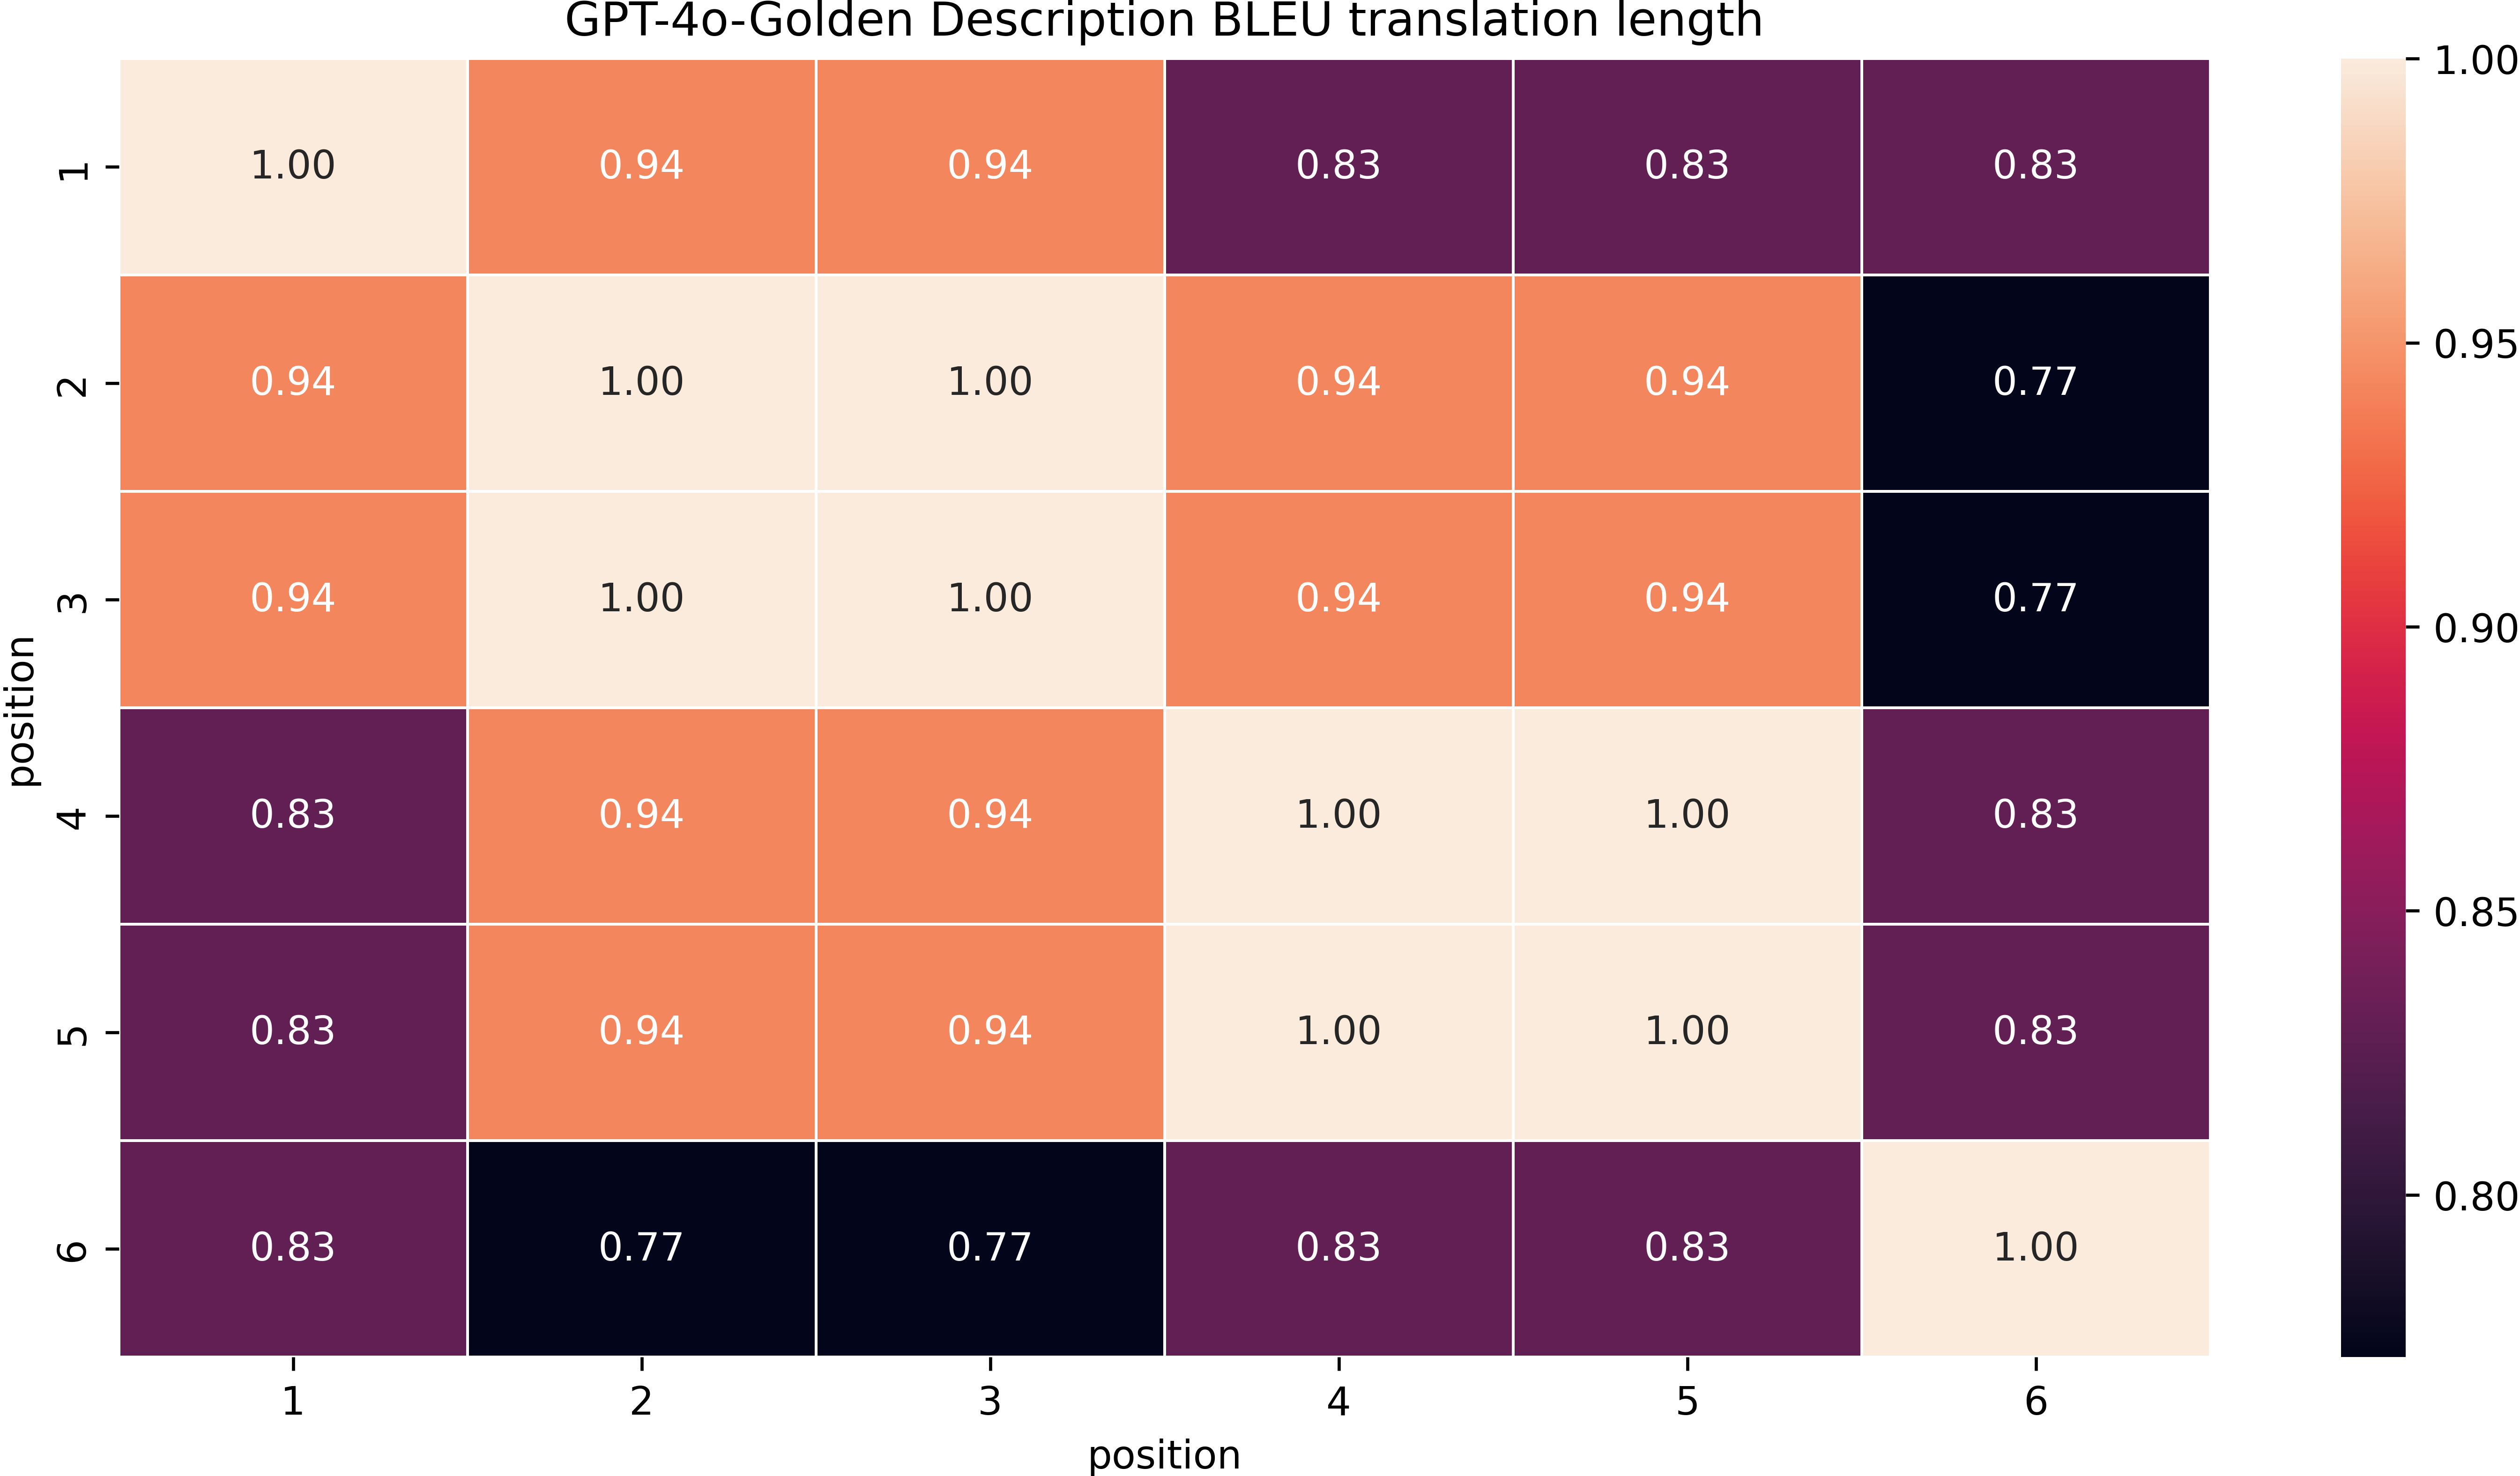 GPT-4o-Golden Description BLEU translation length
1.00
1 1.00 0.94 0.94 0.83 0.83 0.83
2 0.94 1.00 1.00 0.94 0.94 0.77
0.95
3 0.94 1.00 1.00 0.94 0.94 0.77
0.90
position
4 0.83 0.94 0.94 1.00 1.00 0.83
0.85
5 0.83 0.94 0.94 1.00 1.00 0.83
0.80
6 0.83 0.77 0.77 0.83 0.83 1.00
1 2 3 4 5 6
position